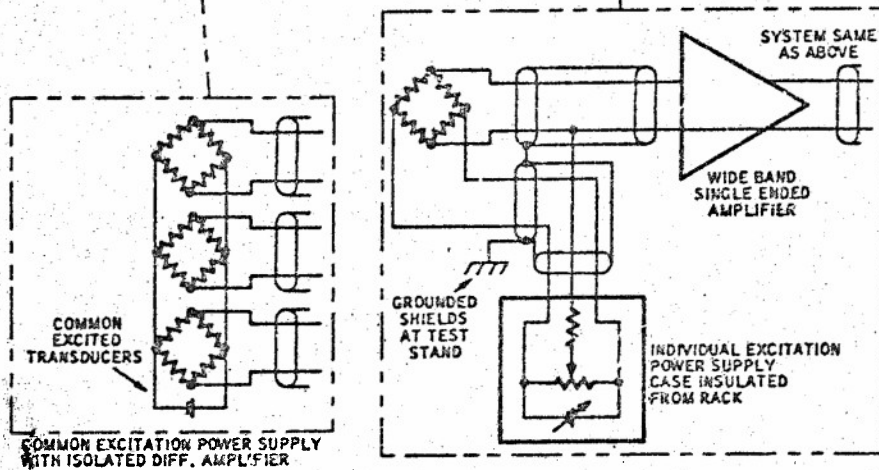 COMMON
EXCITED
TRANSDUCERS
COMMON EXCITATION POWER SUPPLY
WITH ISOLATED DIFF. AMPLIFIER
SYSTEM SAME
AS ABOVE
WIDE BAND
SINGLE ENDED
AMPLIFIER
GROUNDED
SHIELDS
AT TEST
STAND
INDIVIDUAL EXCITATION
POWER SUPPLY
CASE INSULATED
FROM RACK